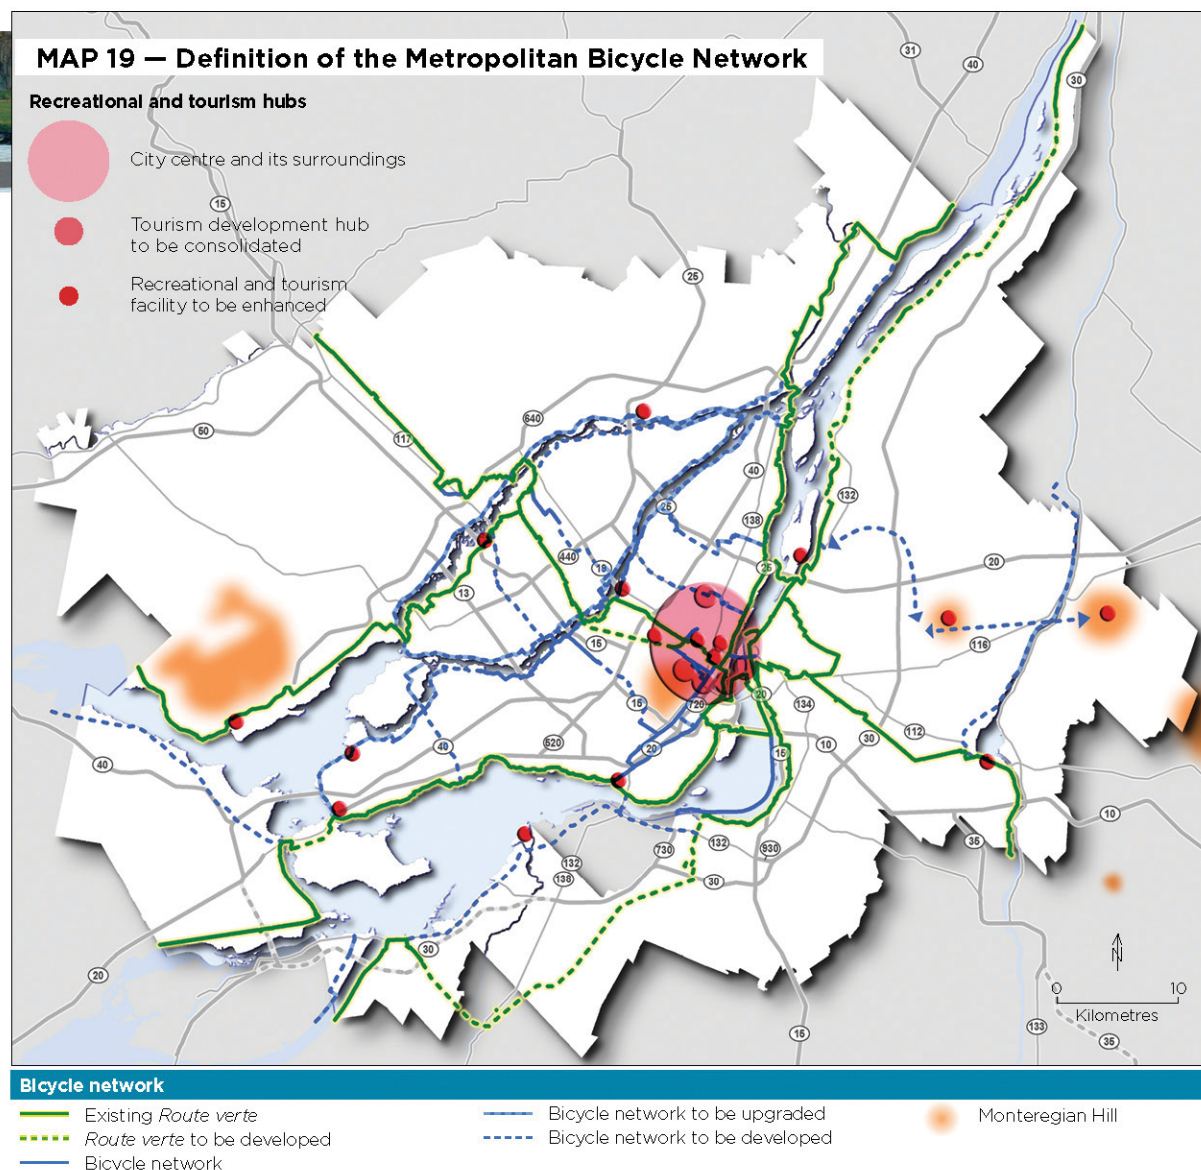 MAP 19 — Definition of the Metropolitan Bicycle Network
Recreational and tourism hubs
City centre and its surroundings
Tourism development hub
to be consolidated
Recreational and tourism
facility to be enhanced
31
40
30
15
25
640
50
117
40
132
138
25
25
440
19
13
20
15
116
15
720
20
134
40
520
20
10
30
112
15
40
10
132
730
132
930
35
138
30
30
20
N
0 10
Kilometres
133
35
15
Bicycle network
Existing Route verte
Route verte to be developed
Bicycle network
Bicycle network to be upgraded
Bicycle network to be developed
Monteregian Hill